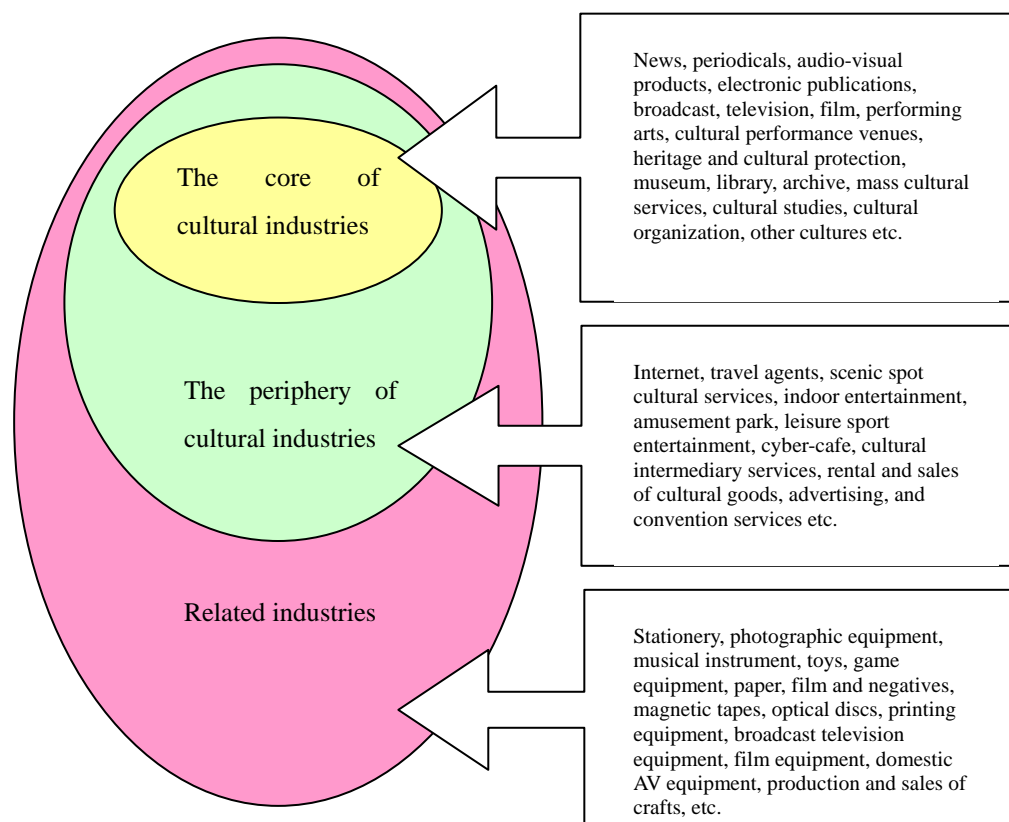 The core of
cultural industries
News, periodicals, audio-visual
products, electronic publications,
broadcast, television, film, performing
arts, cultural performance venues,
heritage and cultural protection,
museum, library, archive, mass cultural
services, cultural studies, cultural
organization, other cultures etc.
The periphery of
cultural industries
Internet, travel agents, scenic spot
cultural services, indoor entertainment,
amusement park, leisure sport
entertainment, cyber-cafe, cultural
intermediary services, rental and sales
of cultural goods, advertising, and
convention services etc.
Related industries
Stationery, photographic equipment,
musical instrument, toys, game
equipment, paper, film and negatives,
magnetic tapes, optical discs, printing
equipment, broadcast television
equipment, film equipment, domestic
AV equipment, production and sales of
crafts, etc.